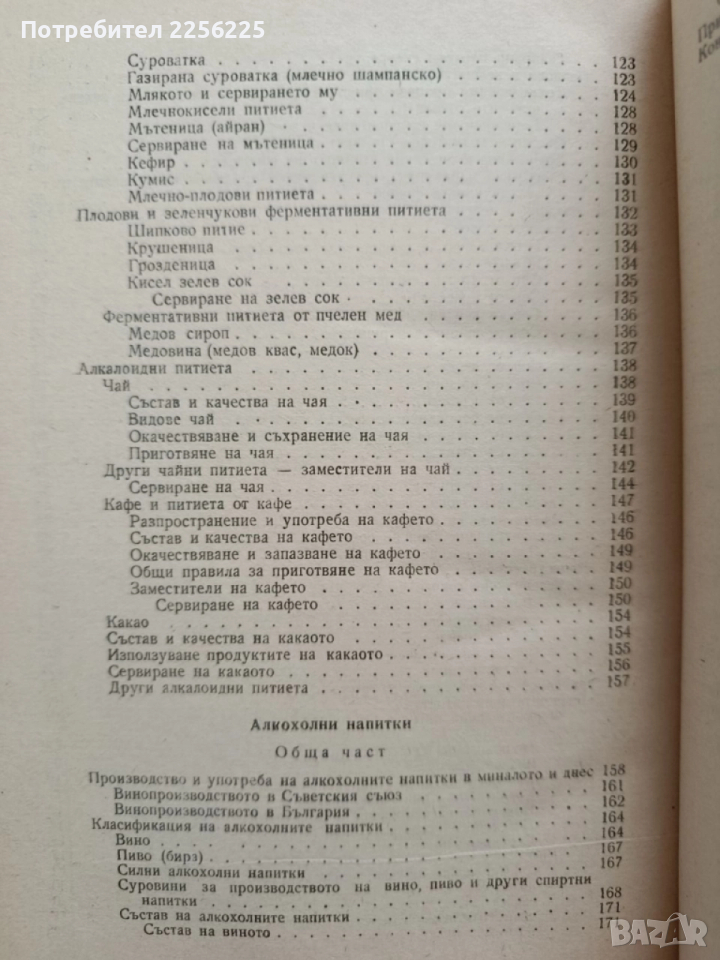 Потребител 2256225
Суроватка 123
Газирана суроватка (млечно шампанско) 123
Млякото и сервирането му 124
Млечнокисели питиета 128
Мътеница (айран) 128
Сервиране на мътеница 129
Кефир 130
Кумис 131
Млечно-плодови питиета 131
Плодови и зеленчукови ферментативни питиета 132
Шипково питие 133
Крушеница 134
Грозденица 134
Кисел зелев сок 135
Сервиране на зелев сок 135
Ферментативни питиета от пчелен мед 136
Медов сироп 136
Медовина (медов квас, медок) 137
Алкалоидни питиета 138
Чай 138
Състав и качества на чая 139
Видове чай 140
Окачествяване и съхранение на чая 141
Приготвяне на чая 141
Други чайни питиета — заместители на чай 142
Сервиране на чая 144
Кафе и питиета от кафе 147
Разпространение и употреба на кафето 146
Състав и качества на кафето 146
Окачествяване и запазване на кафето 149
Общи правила за приготвяне на кафето 149
Заместители на кафето 150
Сервиране на кафето 150
Какао 154
Състав и качества на какаото 154
Използуване продуктите на какаото 155
Сервиране на какаото 156
Други алкалоидни питиета 157
Алкохолни напитки
Обща част
Производство и употреба на алкохолните напитки в миналото и днес 158
Винопроизводството в Съветския съюз 161
Винопроизводството в България 162
Класификация на алкохолните напитки 164
Вино 164
Пиво (бирз) 167
Силни алкохолни напитки 167
Суровини за производството на вино, пиво и други спиртни
напитки 168
Състав на алкохолните напитки 171
Състав на виното
bazar